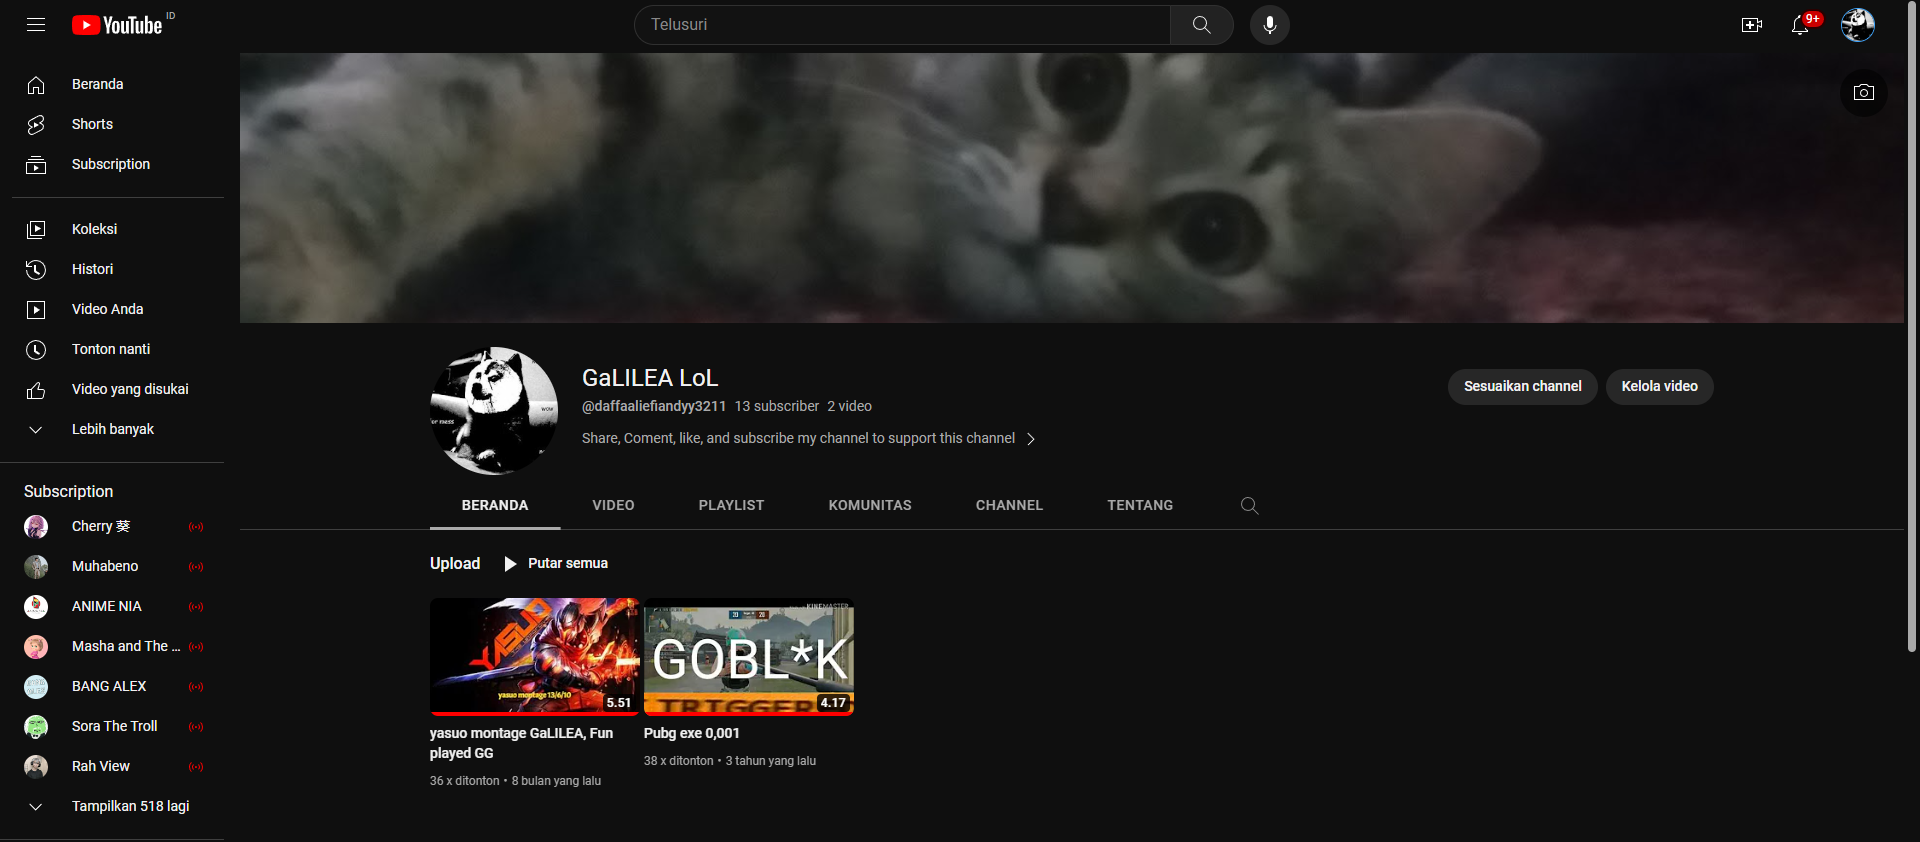 YouTube ID
Telusuri
9+
Beranda
Shorts
Subscription
Koleksi
Histori
Video Anda
Tonton nanti
Video yang disukai
Lebih banyak
Subscription
Cherry 葵
Muhabeno
ANIME NIA
Masha and The ...
BANG ALEX
Sora The Troll
Rah View
Tampilkan 518 lagi
wow
or mess
GaLILEA LoL
@daffaaliefiandyy3211 13 subscriber 2 video
Share, Coment, like, and subscribe my channel to support this channel
Sesuaikan channel
Kelola video
BERANDA VIDEO PLAYLIST KOMUNITAS CHANNEL TENTANG
Upload Putar semua
YASUO
yasuo montage 13/6/10
5.51
yasuo montage GaLILEA, Fun
played GG
36 x ditonton • 8 bulan yang lalu
KINEMASTER
GOBL*K
TRIGGER
4.17
Pubg exe 0,001
38 x ditonton • 3 tahun yang lalu